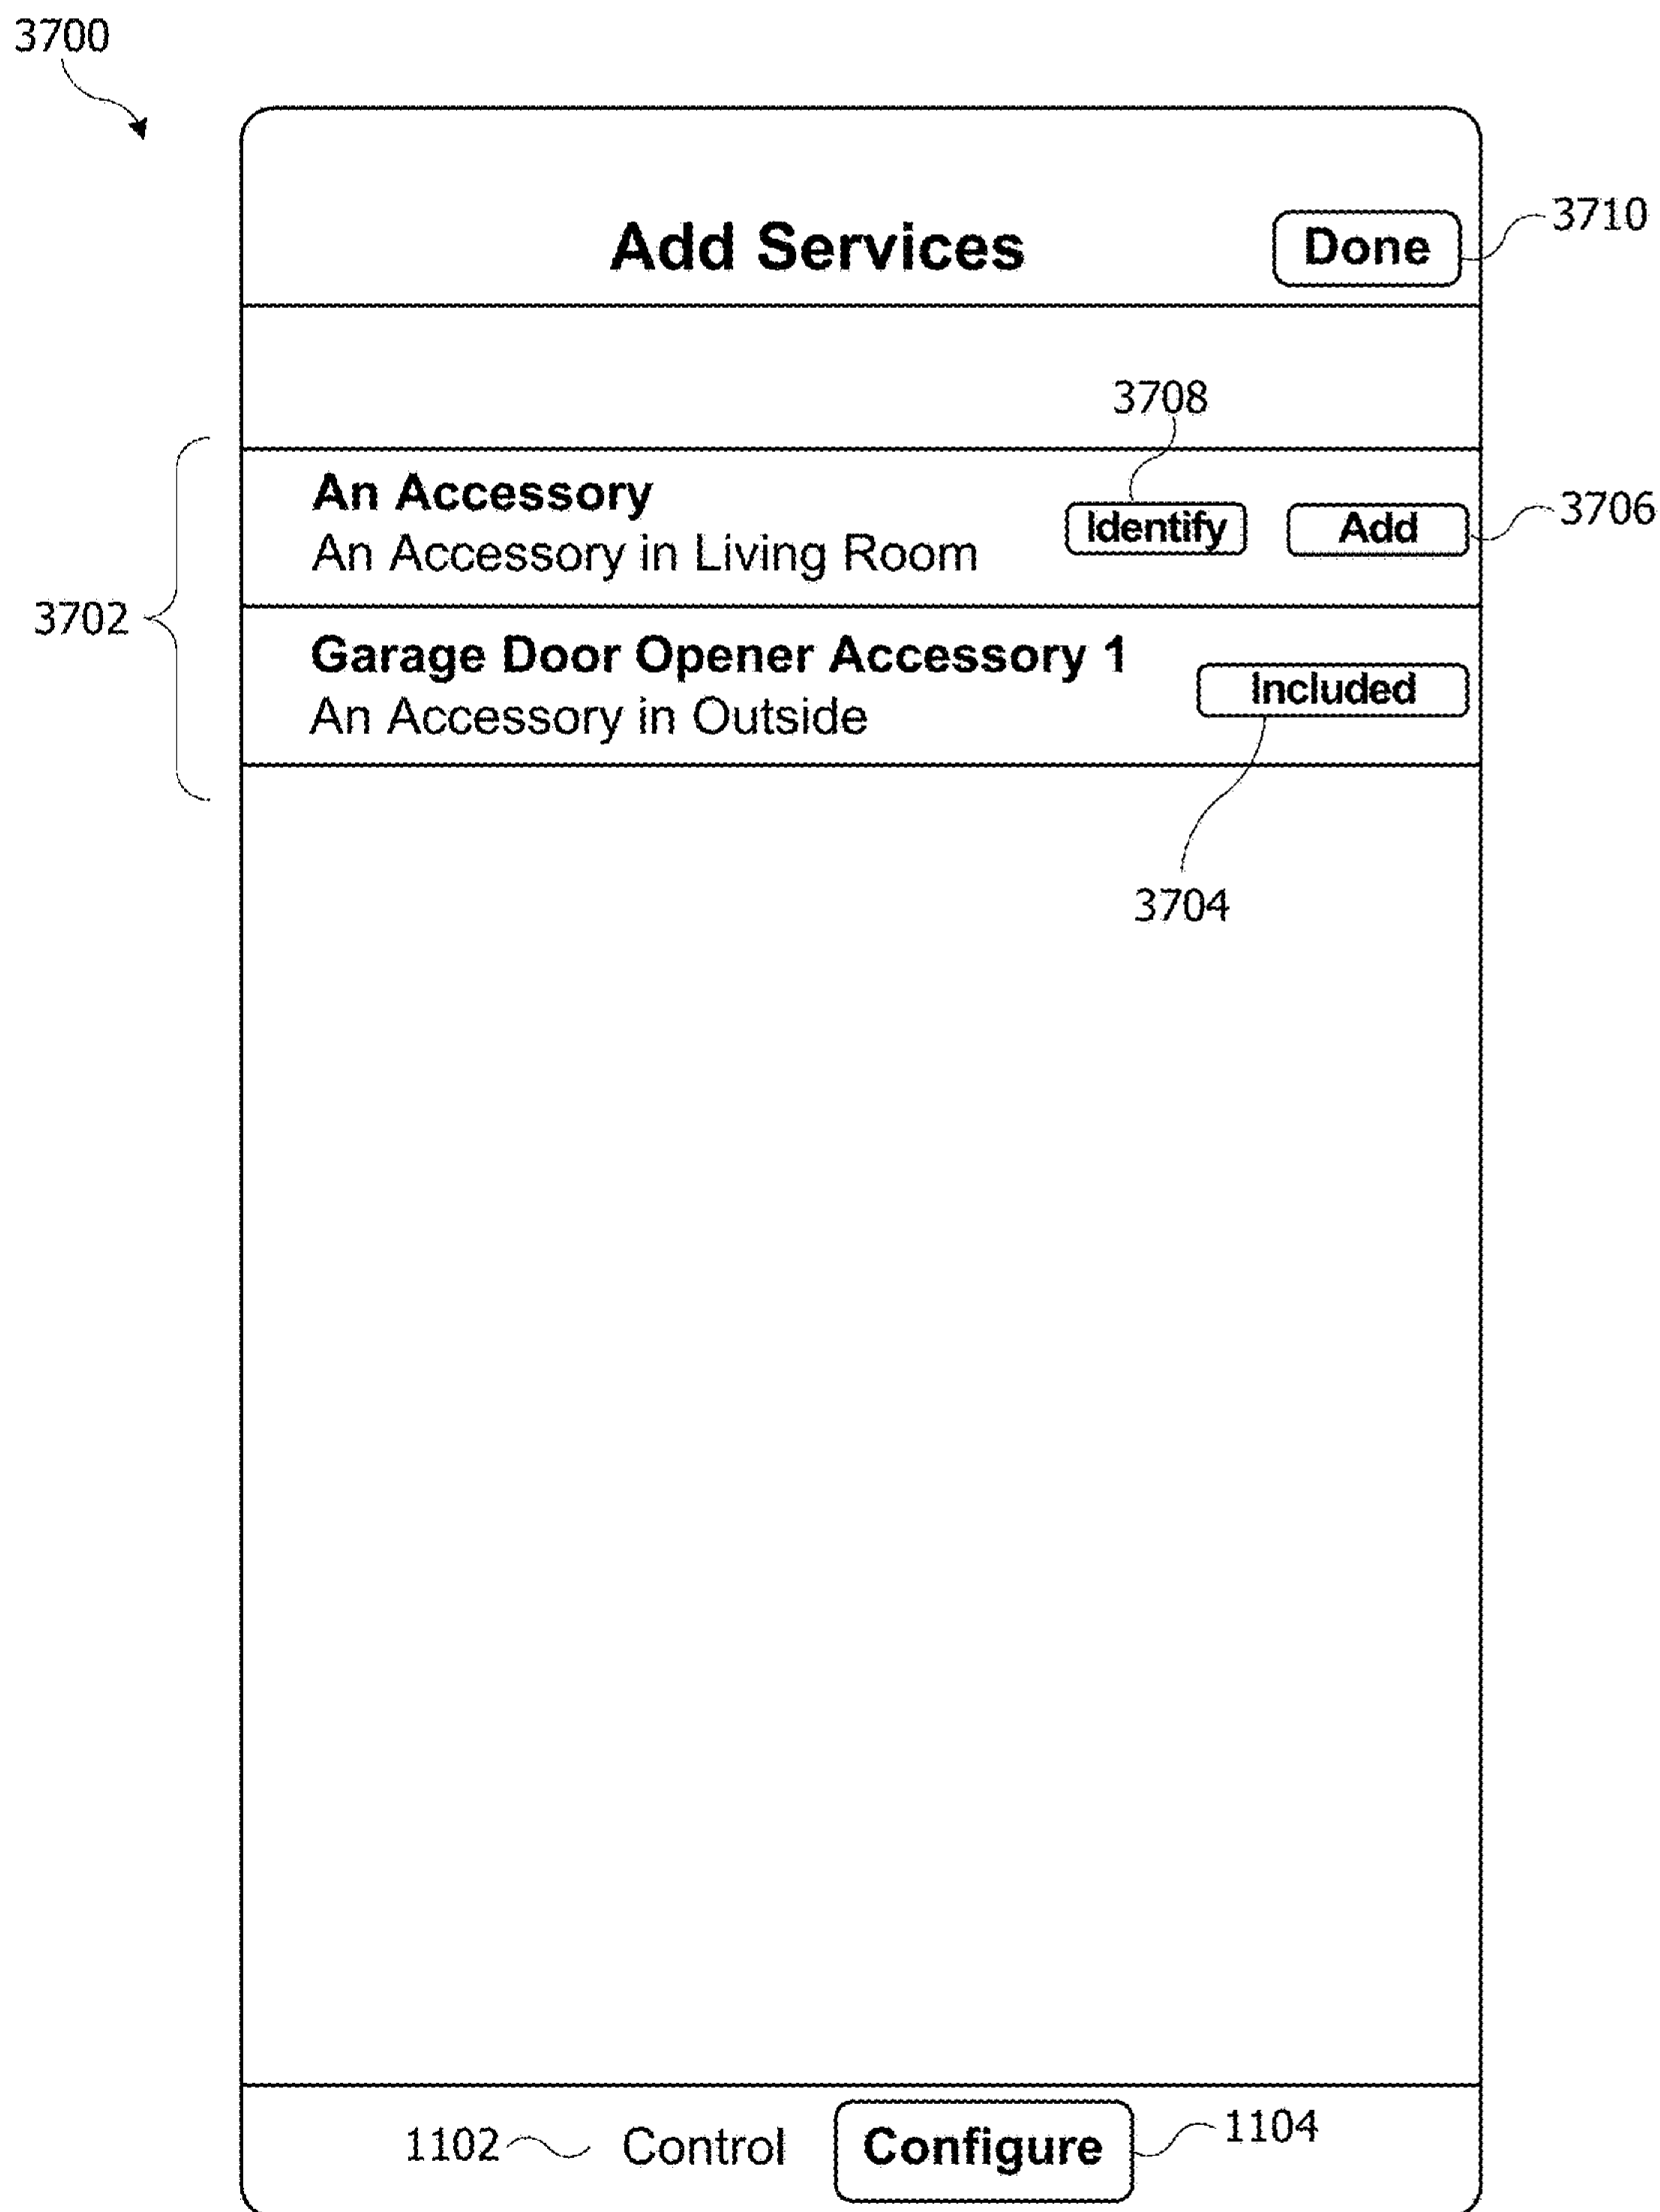 3700
Add Services
Done
3710
3708
An Accessory
Identify
Add
3706
An Accessory in Living Room
3702
Garage Door Opener Accessory 1
Included
An Accessory in Outside
3704
1102
Control
Configure
1104